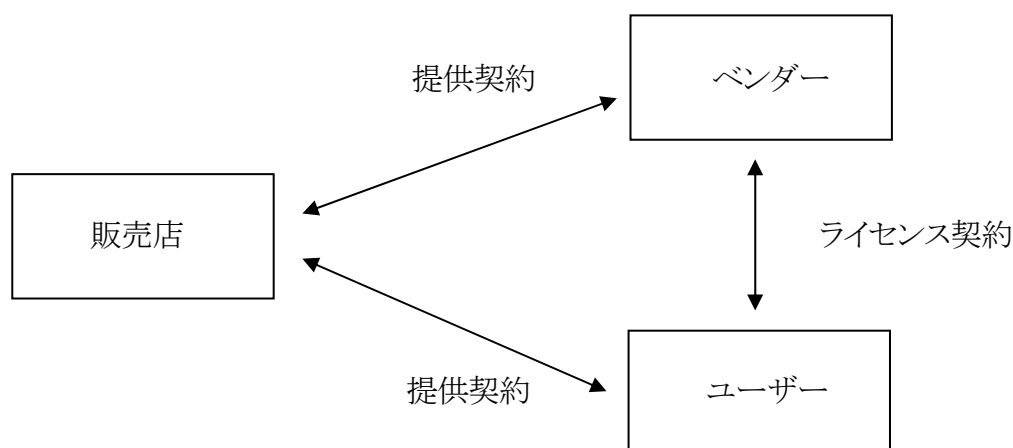 提供契約
ベンダー
販売店
ライセンス契約
提供契約
ユーザー